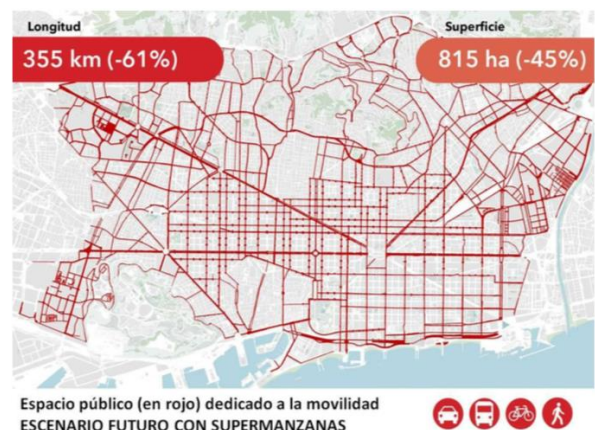 Longitud
355 km (-61%)
Superficie
815 ha (-45%)
Espacio público (en rojo) dedicado a la movilidad
ESCENARIO FUTURO CON SUPERMANZANAS